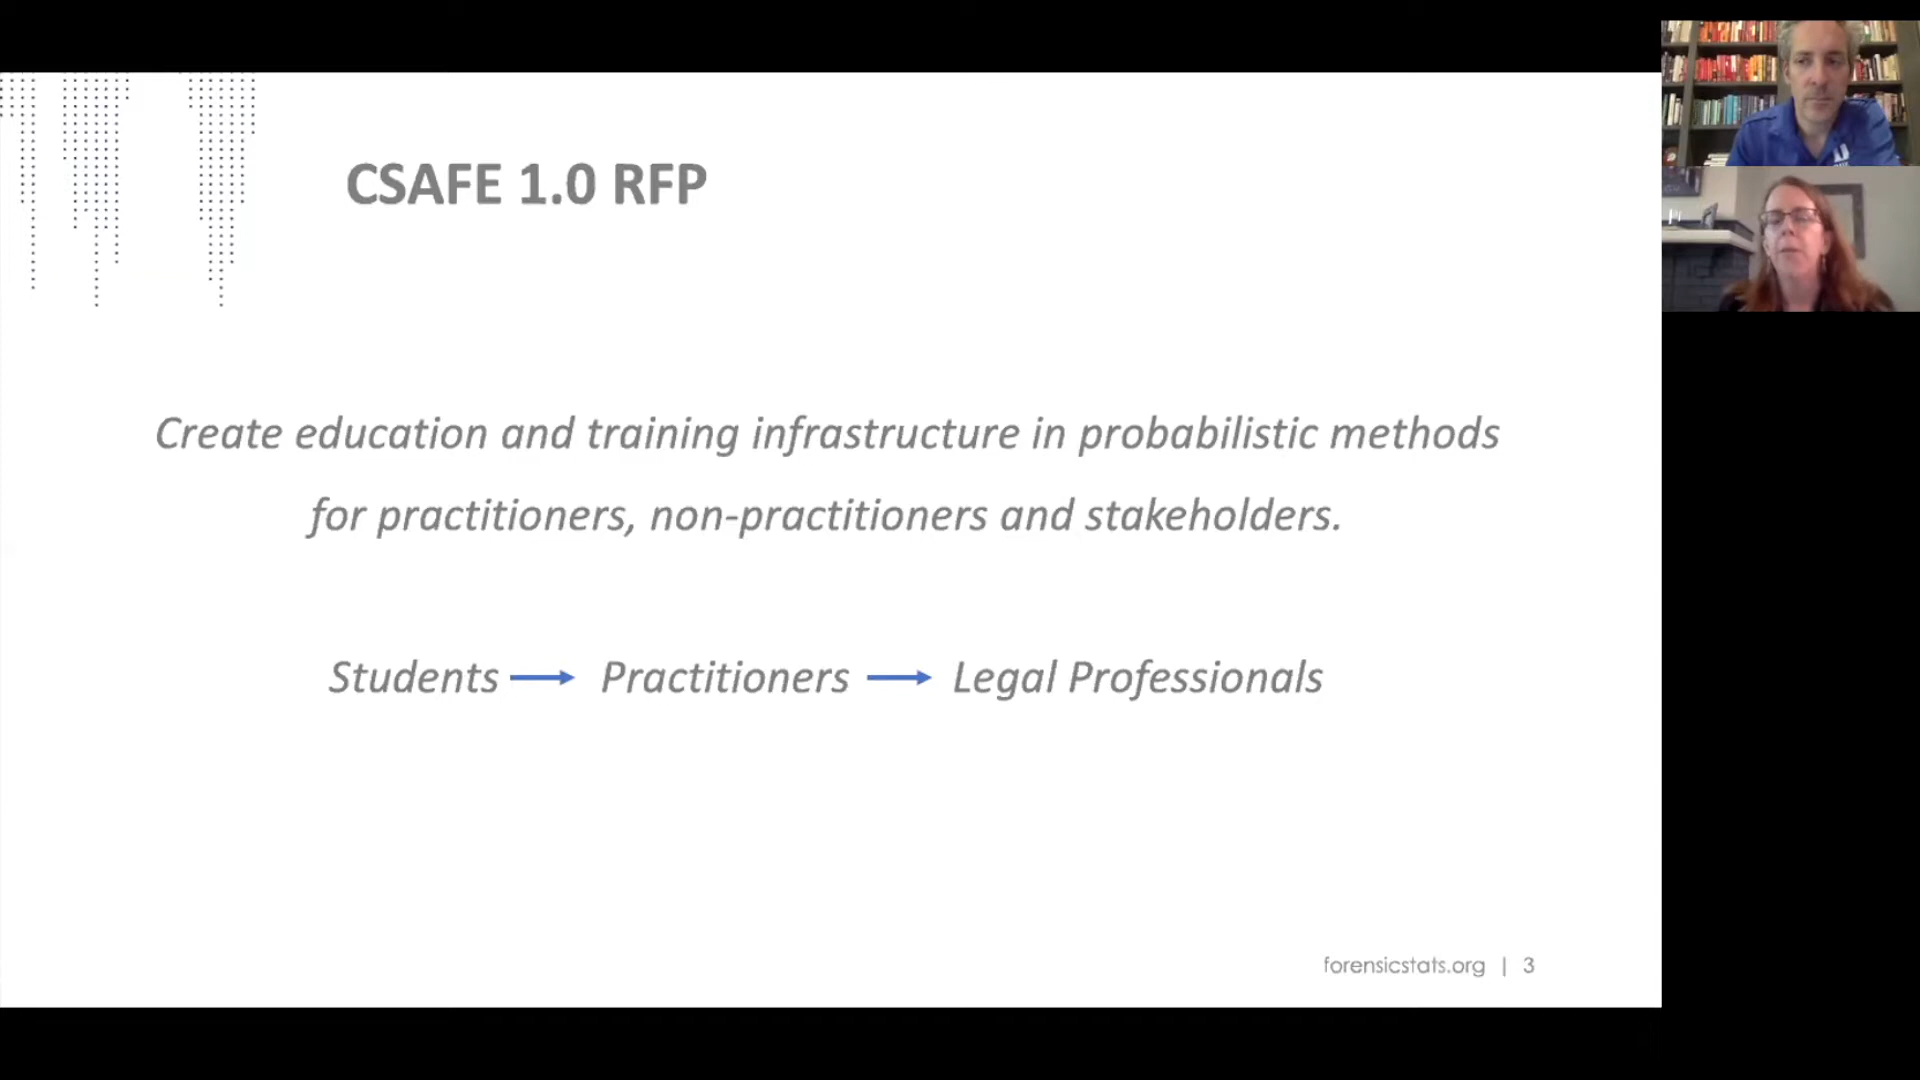 CSAFE 1.0 RFP
Create education and training infrastructure in probabilistic methods
for practitioners, non-practitioners and stakeholders.
Students → Practitioners → Legal Professionals
forensicstats.org | 3